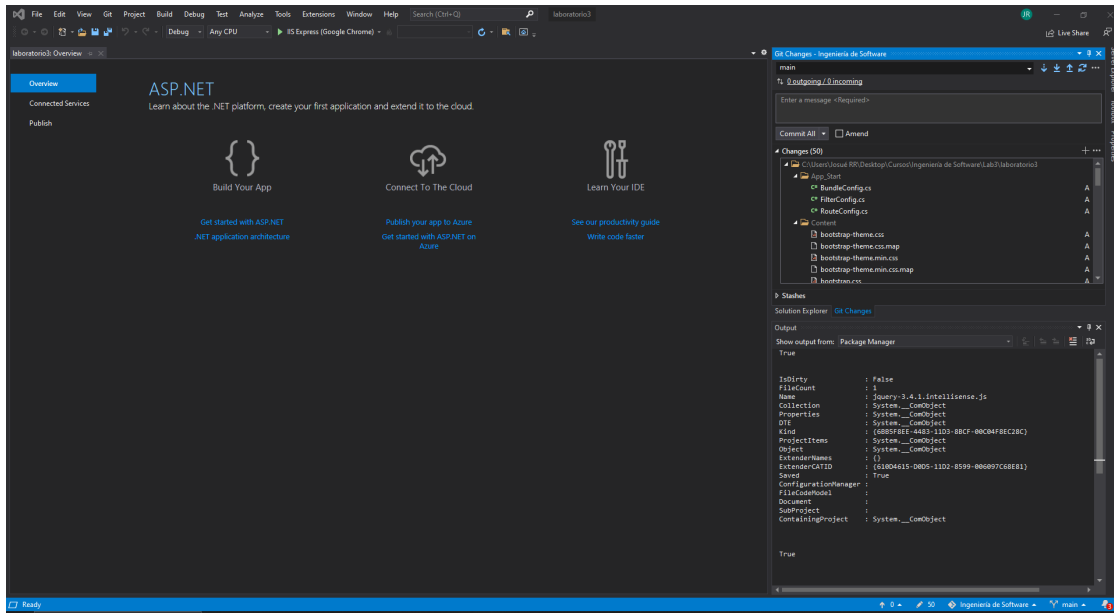 File Edit View Git Project Build Debug Test Analyze Tools Extensions Window Help Search (Ctrl+Q) laboratorio3 JR
Debug Any CPU IIS Express (Google Chrome) Live Share
laboratorio3: Overview
Overview
Connected Services
Publish
ASP.NET
Learn about the .NET platform, create your first application and extend it to the cloud.
Build Your App
Get started with ASP.NET
.NET application architecture
Connect To The Cloud
Publish your app to Azure
Get started with ASP.NET on
Azure
Learn Your IDE
See our productivity guide
Write code faster
Git Changes - Ingeniería de Software
main
0 outgoing / 0 incoming
Enter a message <Required>
Commit All Amend
Changes (50)
C:\Users\Josué RR\Desktop\Cursos\Ingeniería de Software\Lab3\laboratorio3
App_Start
BundleConfig.cs A
FilterConfig.cs A
RouteConfig.cs A
Content
bootstrap-theme.css A
bootstrap-theme.css.map A
bootstrap-theme.min.css A
bootstrap-theme.min.css.map A
bootstrap.css A
Stashes
Solution Explorer Git Changes
Output
Show output from: Package Manager
True
IsDirty : False
FileCount : 1
Name : jquery-3.4.1.intellisense.js
Collection : System.__ComObject
Properties : System.__ComObject
DTE : System.__ComObject
Kind : {6BB5F8EE-4483-11D3-8BCF-00C04F8EC28C}
ProjectItems : System.__ComObject
Object : System.__ComObject
ExtenderNames : {}
ExtenderCATID : {610D4615-D0D5-11D2-8599-006097C68E81}
Saved : True
ConfigurationManager :
FileCodeModel :
Document :
SubProject :
ContainingProject : System.__ComObject
True
Server Explorer
Toolbox
Properties
Ready 0 50 Ingeniería de Software main